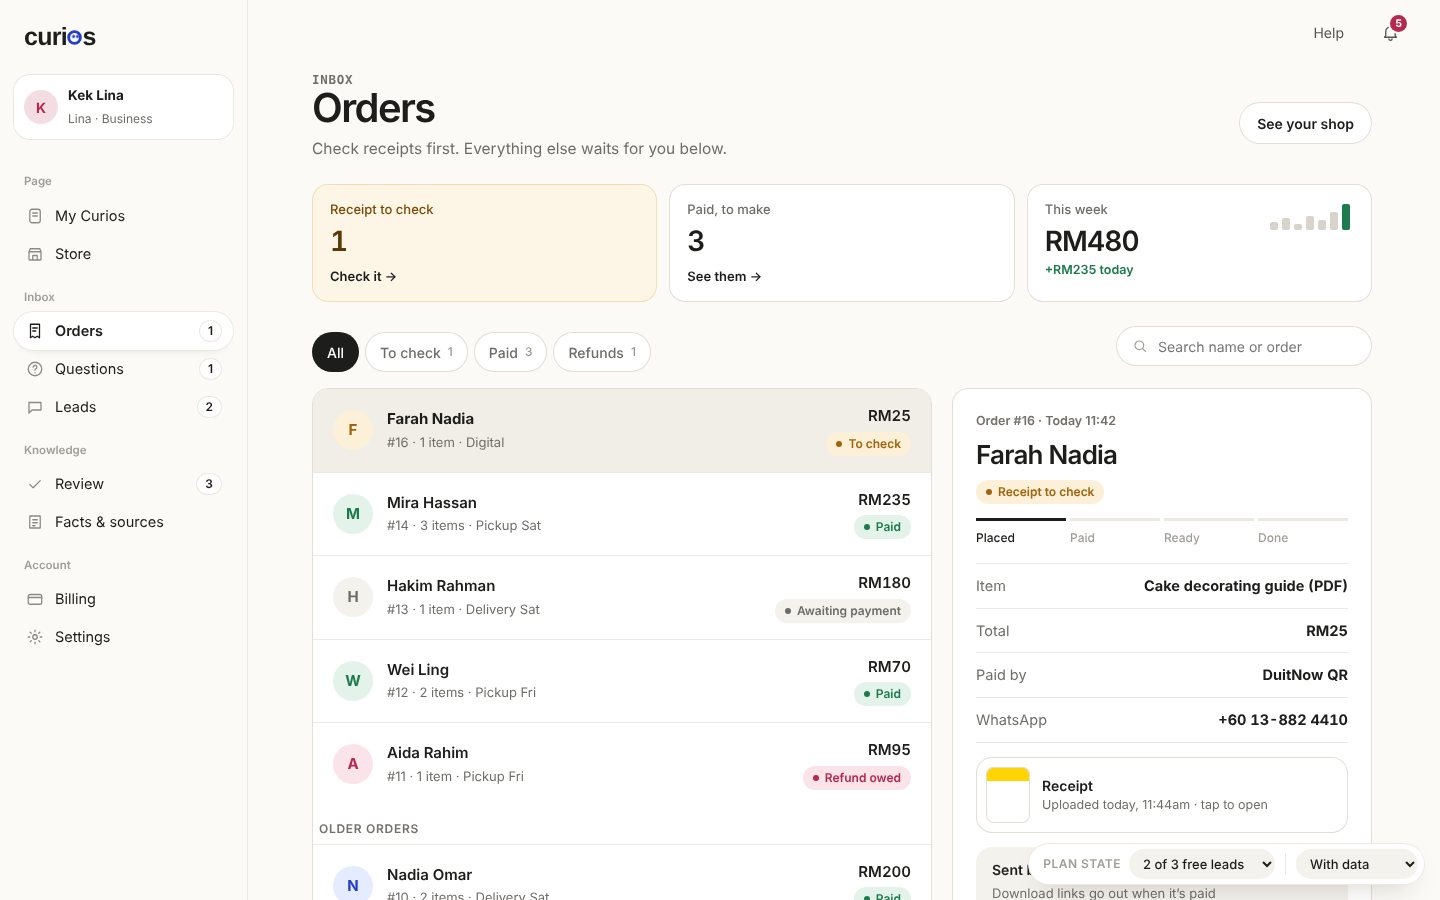 curios
Help
5
K
Kek Lina
Lina · Business
Page
My Curios
Store
Inbox
Orders 1
Questions 1
Leads 2
Knowledge
Review 3
Facts & sources
Account
Billing
Settings
INBOX
Orders
Check receipts first. Everything else waits for you below.
See your shop
Receipt to check
1
Check it →
Paid, to make
3
See them →
This week
RM480
+RM235 today
All
To check 1
Paid 3
Refunds 1
Search name or order
F
Farah Nadia
#16 · 1 item · Digital
RM25
To check
M
Mira Hassan
#14 · 3 items · Pickup Sat
RM235
Paid
H
Hakim Rahman
#13 · 1 item · Delivery Sat
RM180
Awaiting payment
W
Wei Ling
#12 · 2 items · Pickup Fri
RM70
Paid
A
Aida Rahim
#11 · 1 item · Pickup Fri
RM95
Refund owed
OLDER ORDERS
N
Nadia Omar
#10 · 2 items · Delivery Sat
RM200
Paid
Order #16 · Today 11:42
Farah Nadia
Receipt to check
Placed
Paid
Ready
Done
Item Cake decorating guide (PDF)
Total RM25
Paid by DuitNow QR
WhatsApp +60 13-882 4410
Receipt
Uploaded today, 11:44am · tap to open
Sent
Download links go out when it's paid
PLAN STATE 2 of 3 free leads With data